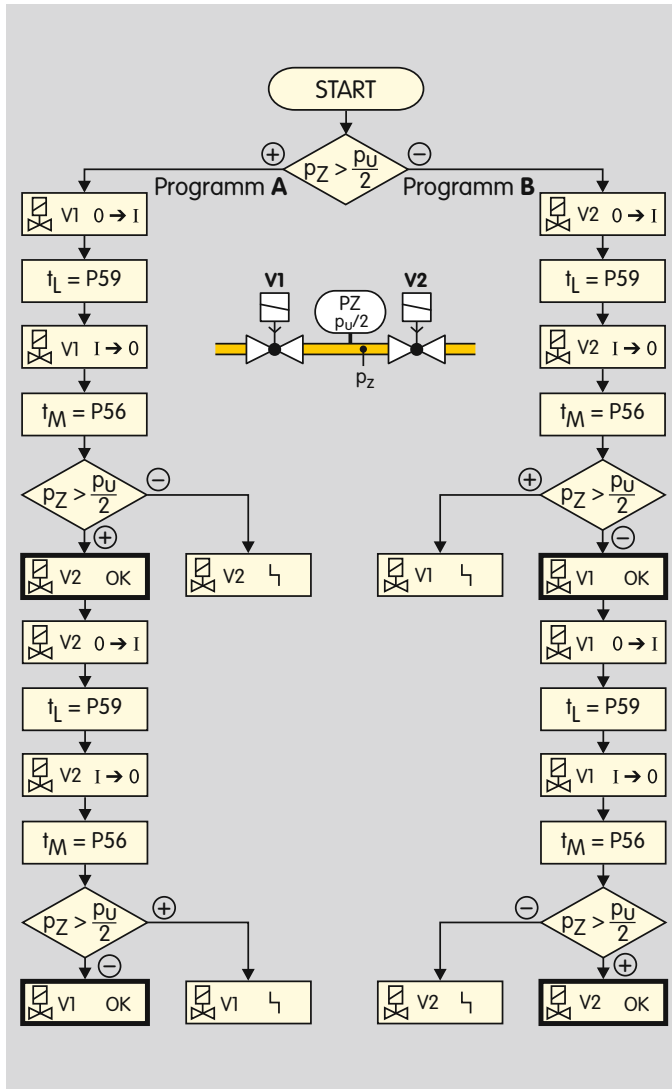 START
pZ > pu/2
+
−
Programm A
Programm B
V1 0 → I
V2 0 → I
tL = P59
V1
V2
tL = P59
PZ
pu/2
V1 I → 0
V2 I → 0
pZ
tM = P56
tM = P56
pZ > pu/2
−
+
pZ > pu/2
+
−
V2 OK
V2
V1
V1 OK
V2 0 → I
V1 0 → I
tL = P59
tL = P59
V2 I → 0
V1 I → 0
tM = P56
tM = P56
pZ > pu/2
+
−
pZ > pu/2
−
+
V1 OK
V1
V2
V2 OK